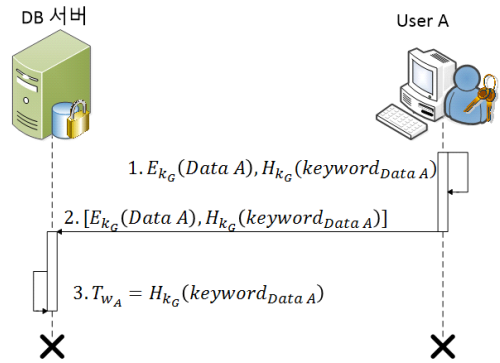 DB 서버
User A
1. E_{k_G}(Data A), H_{k_G}(keyword_{Data A})
2. [E_{k_G}(Data A), H_{k_G}(keyword_{Data A})]
3. T_{w_A} = H_{k_G}(keyword_{Data A})